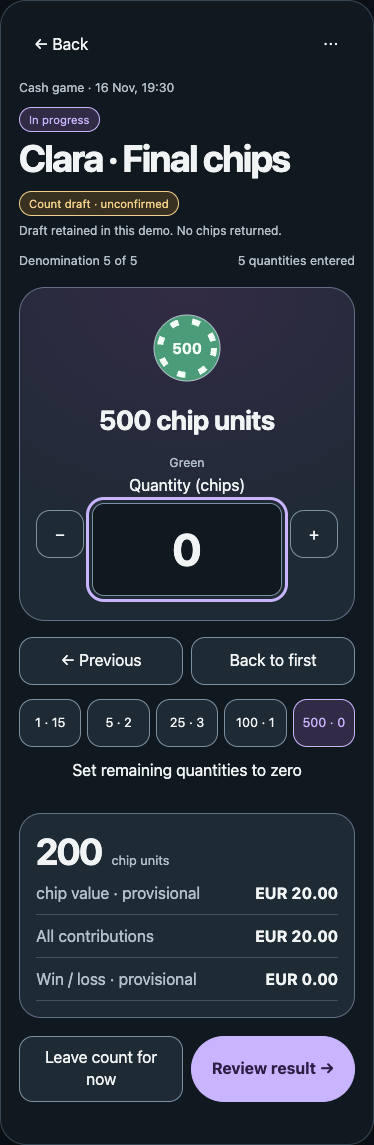 ← Back ···
Cash game · 16 Nov, 19:30
In progress
Clara · Final chips
Count draft · unconfirmed
Draft retained in this demo. No chips returned.
Denomination 5 of 5 5 quantities entered
500
500 chip units
Green
Quantity (chips)
− 0 +
← Previous Back to first
1 · 15 5 · 2 25 · 3 100 · 1 500 · 0
Set remaining quantities to zero
200 chip units
chip value · provisional EUR 20.00
All contributions EUR 20.00
Win / loss · provisional EUR 0.00
Leave count for
now
Review result →